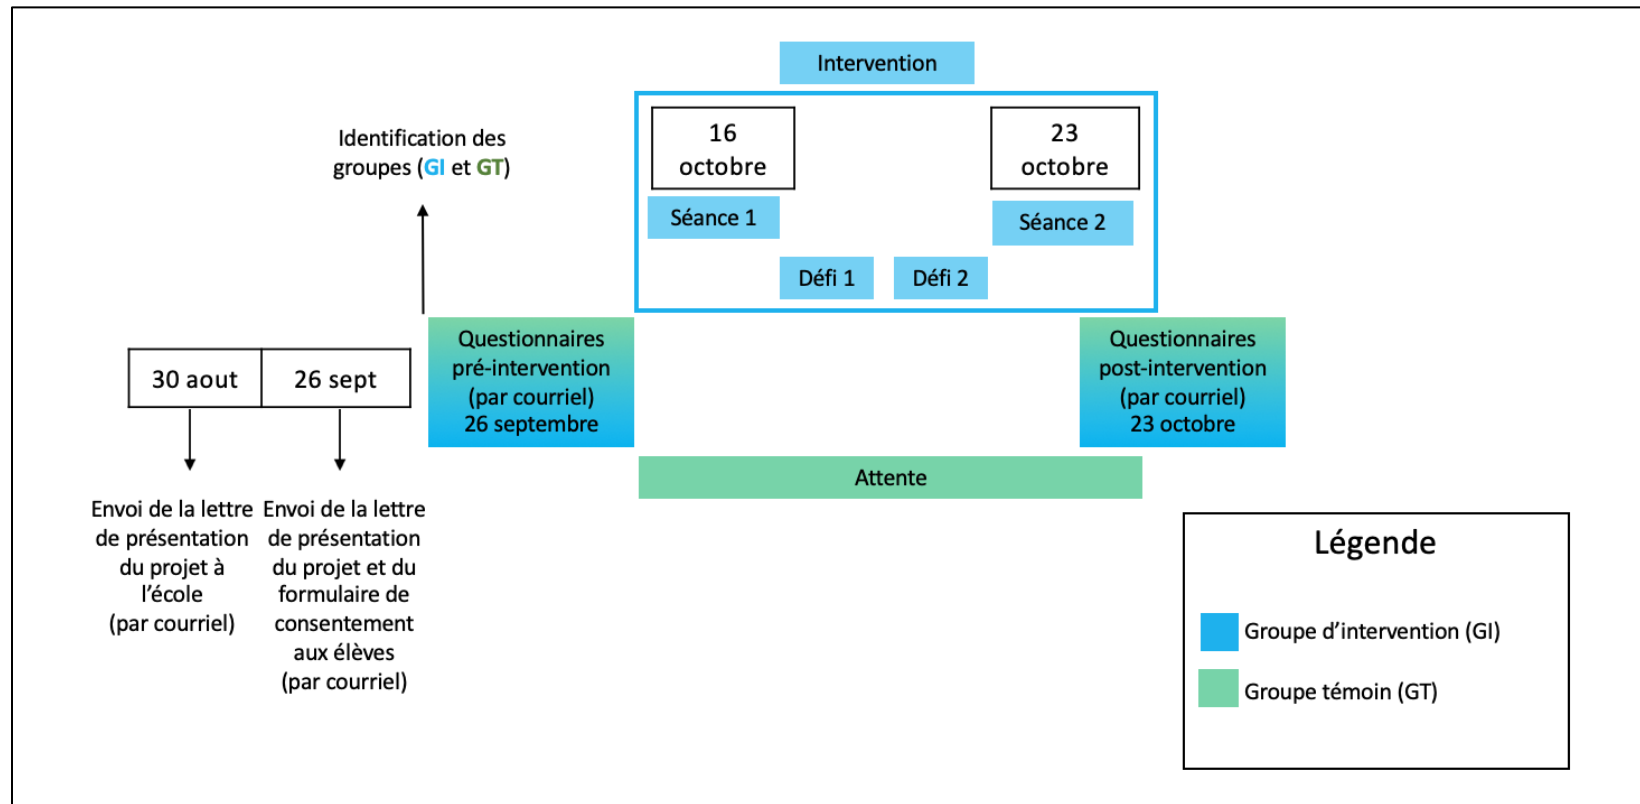 Intervention
16
octobre
23
octobre
Identification des
groupes (GI et GT)
Séance 1
Séance 2
Défi 1
Défi 2
30 aout
26 sept
Questionnaires
pré-intervention
(par courriel)
26 septembre
Questionnaires
post-intervention
(par courriel)
23 octobre
Attente
Envoi de la lettre
de présentation
du projet à
l’école
(par courriel)
Envoi de la lettre
de présentation
du projet et du
formulaire de
consentement
aux élèves
(par courriel)
Légende
Groupe d’intervention (GI)
Groupe témoin (GT)